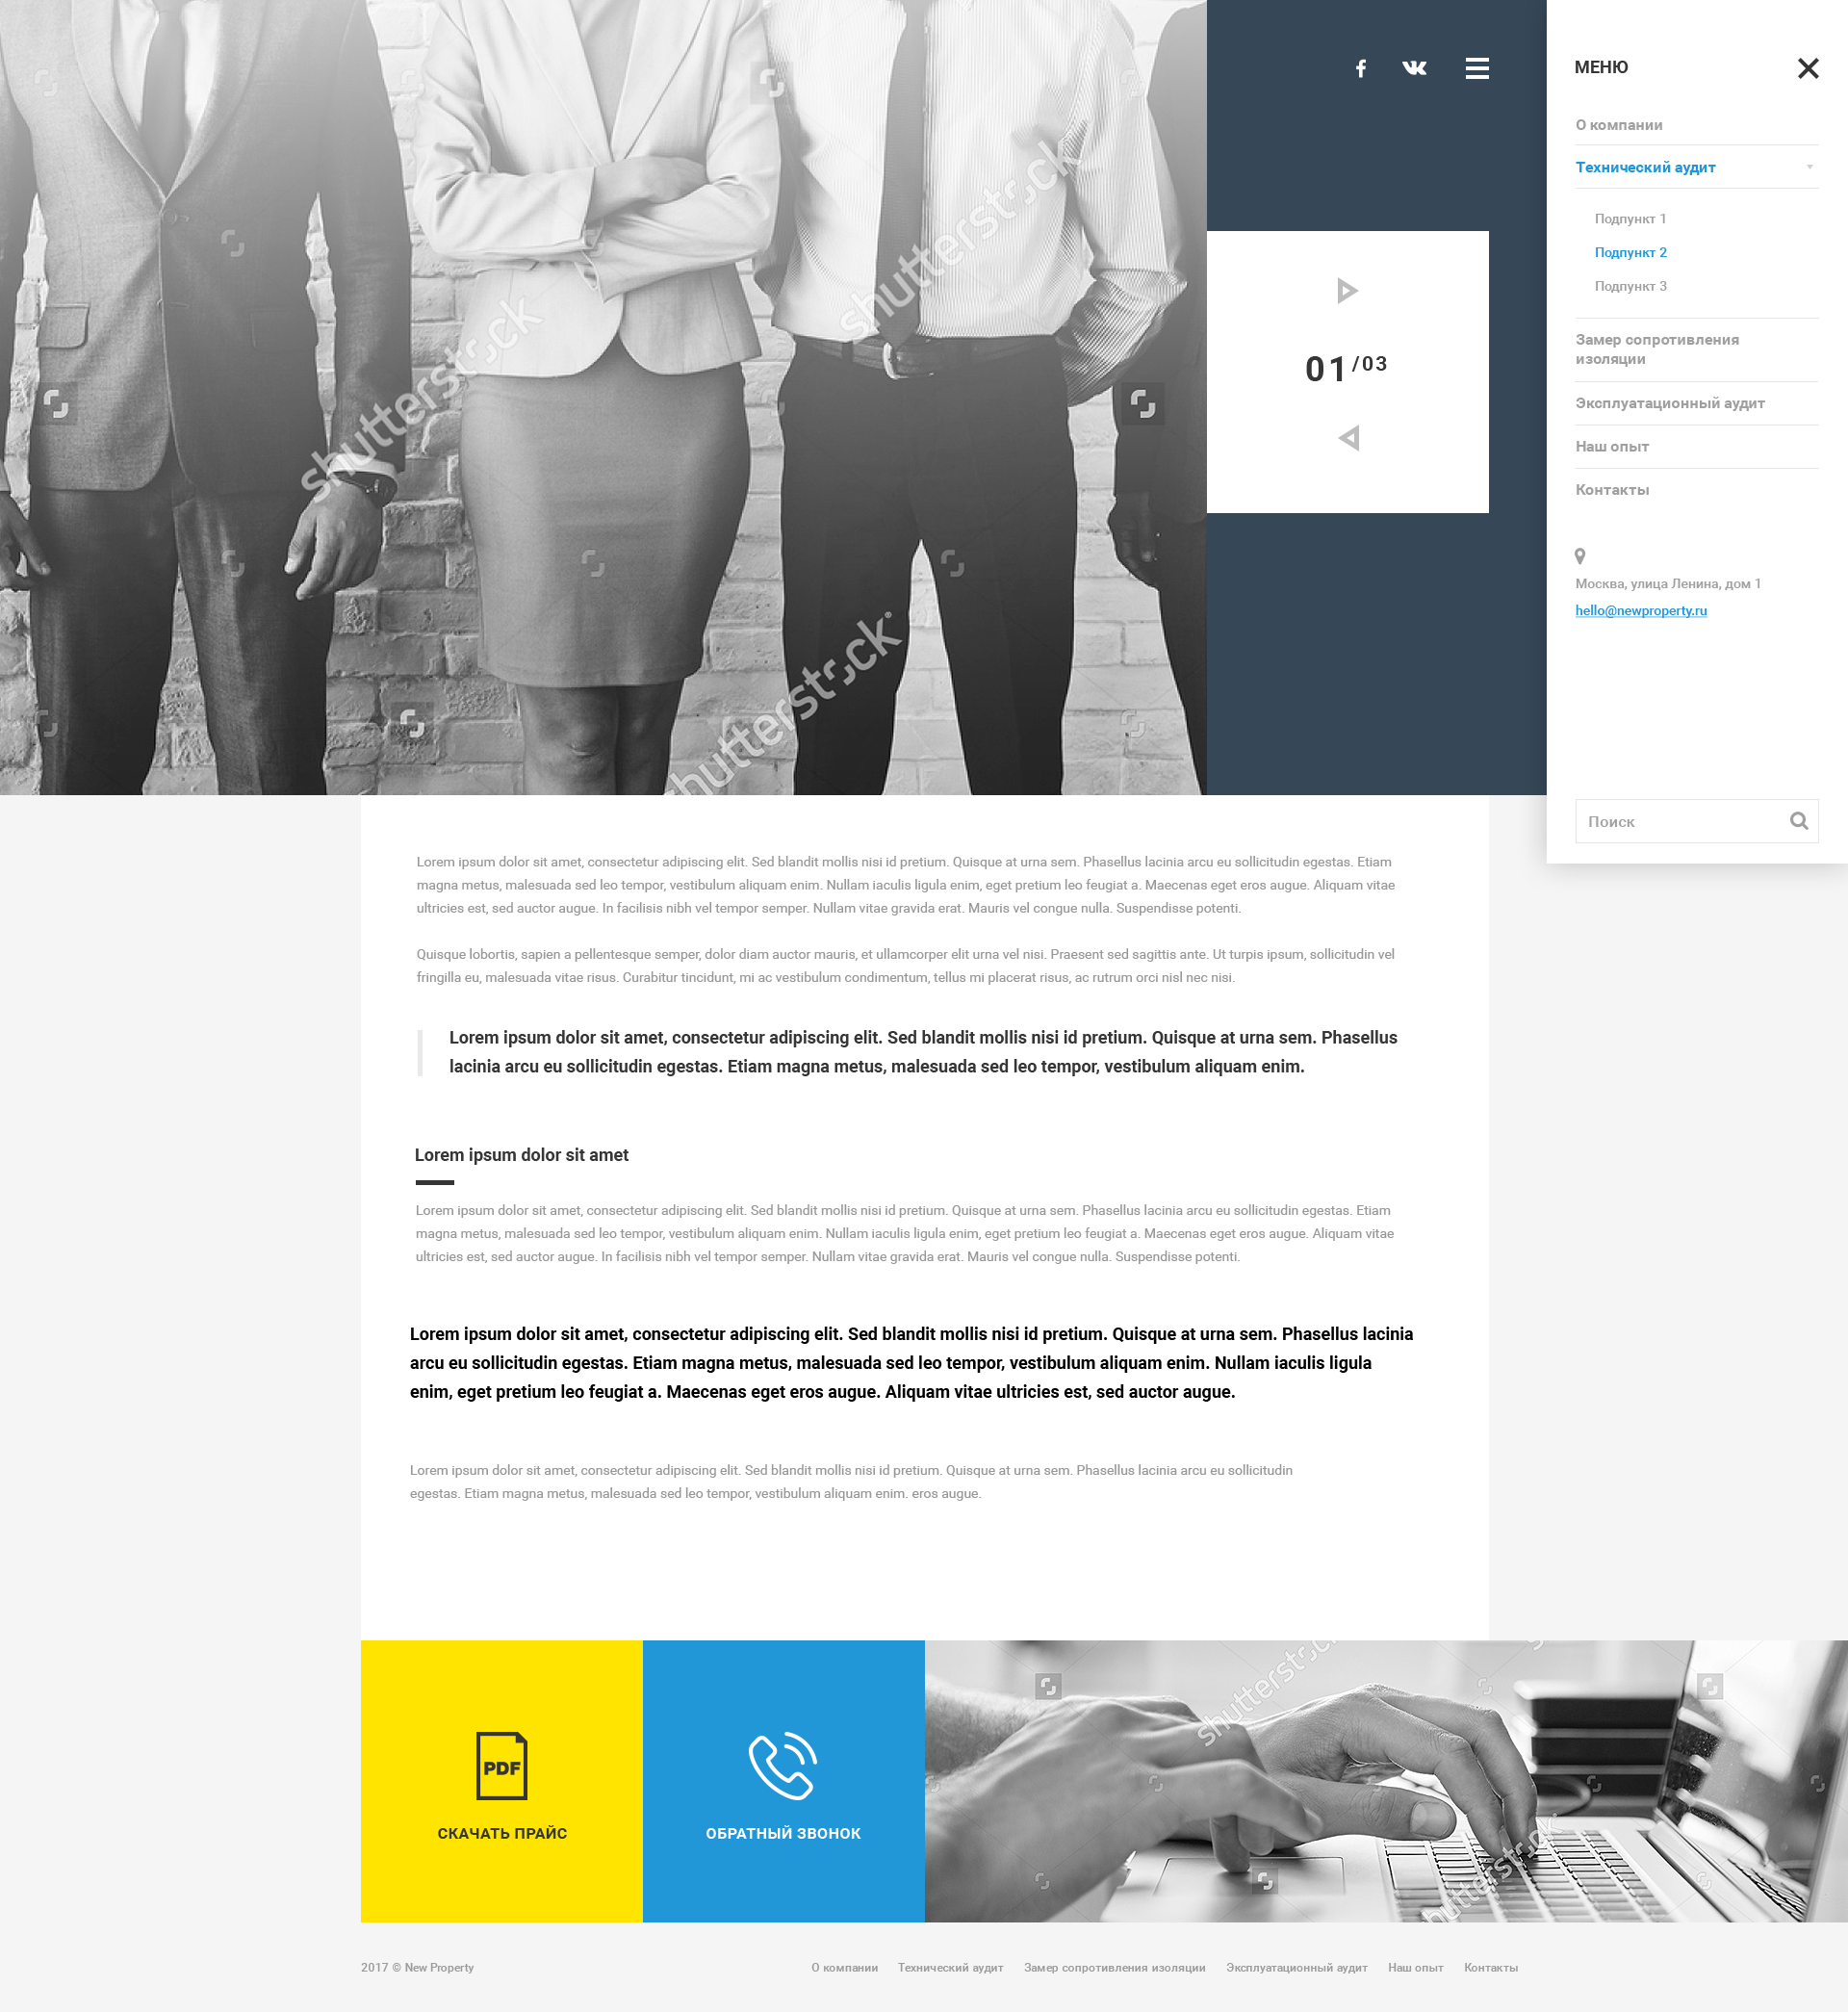 МЕНЮ
О компании
Технический аудит
Подпункт 1
Подпункт 2
Подпункт 3
Замер сопротивления
изоляции
Эксплуатационный аудит
Наш опыт
Контакты
Москва, улица Ленина, дом 1
hello@newproperty.ru
Поиск
01/03
shutterstock
shutterstock
shutterstock®
Lorem ipsum dolor sit amet, consectetur adipiscing elit. Sed blandit mollis nisi id pretium. Quisque at urna sem. Phasellus lacinia arcu eu sollicitudin egestas. Etiam
magna metus, malesuada sed leo tempor, vestibulum aliquam enim. Nullam iaculis ligula enim, eget pretium leo feugiat a. Maecenas eget eros augue. Aliquam vitae
ultricies est, sed auctor augue. In facilisis nibh vel tempor semper. Nullam vitae gravida erat. Mauris vel congue nulla. Suspendisse potenti.
Quisque lobortis, sapien a pellentesque semper, dolor diam auctor mauris, et ullamcorper elit urna vel nisi. Praesent sed sagittis ante. Ut turpis ipsum, sollicitudin vel
fringilla eu, malesuada vitae risus. Curabitur tincidunt, mi ac vestibulum condimentum, tellus mi placerat risus, ac rutrum orci nisl nec nisi.
Lorem ipsum dolor sit amet, consectetur adipiscing elit. Sed blandit mollis nisi id pretium. Quisque at urna sem. Phasellus
lacinia arcu eu sollicitudin egestas. Etiam magna metus, malesuada sed leo tempor, vestibulum aliquam enim.
Lorem ipsum dolor sit amet
Lorem ipsum dolor sit amet, consectetur adipiscing elit. Sed blandit mollis nisi id pretium. Quisque at urna sem. Phasellus lacinia arcu eu sollicitudin egestas. Etiam
magna metus, malesuada sed leo tempor, vestibulum aliquam enim. Nullam iaculis ligula enim, eget pretium leo feugiat a. Maecenas eget eros augue. Aliquam vitae
ultricies est, sed auctor augue. In facilisis nibh vel tempor semper. Nullam vitae gravida erat. Mauris vel congue nulla. Suspendisse potenti.
Lorem ipsum dolor sit amet, consectetur adipiscing elit. Sed blandit mollis nisi id pretium. Quisque at urna sem. Phasellus lacinia
arcu eu sollicitudin egestas. Etiam magna metus, malesuada sed leo tempor, vestibulum aliquam enim. Nullam iaculis ligula
enim, eget pretium leo feugiat a. Maecenas eget eros augue. Aliquam vitae ultricies est, sed auctor augue.
Lorem ipsum dolor sit amet, consectetur adipiscing elit. Sed blandit mollis nisi id pretium. Quisque at urna sem. Phasellus lacinia arcu eu sollicitudin
egestas. Etiam magna metus, malesuada sed leo tempor, vestibulum aliquam enim. eros augue.
PDF
СКАЧАТЬ ПРАЙС
ОБРАТНЫЙ ЗВОНОК
shutterstock
shutterstock
2017 © New Property
О компании Технический аудит Замер сопротивления изоляции Эксплуатационный аудит Наш опыт Контакты